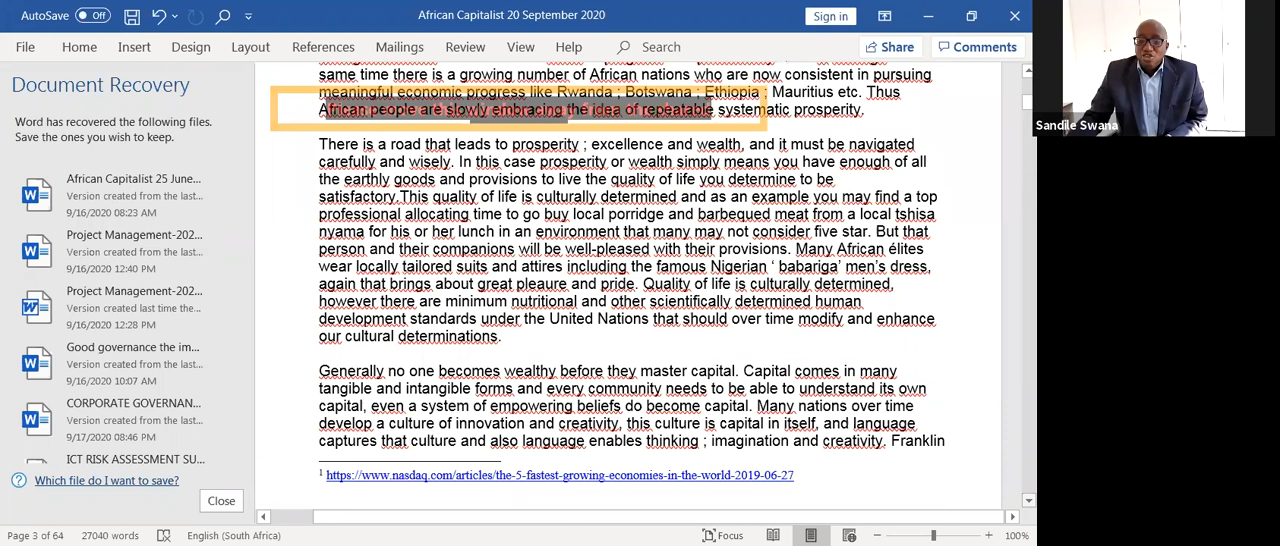 AutoSave Off African Capitalist 20 September 2020 Sign in
File Home Insert Design Layout References Mailings Review View Help Search Share Comments
Document Recovery
Word has recovered the following files.
Save the ones you wish to keep.
African Capitalist 25 June...
Version created from the last...
9/16/2020 08:23 AM
Project Management-202...
Version created from the last...
9/16/2020 12:40 PM
Project Management-202...
Version created last time the...
9/16/2020 12:28 PM
Good governance the im...
Version created from the last...
9/16/2020 10:07 AM
CORPORATE GOVERNAN...
Version created from the last...
9/17/2020 08:46 PM
ICT RISK ASSESSMENT SU...
Which file do I want to save?
Close
same time there is a growing number of African nations who are now consistent in pursuing
meaningful economic progress like Rwanda ; Botswana ; Ethiopia ; Mauritius etc. Thus
African people are slowly embracing the idea of repeatable systematic prosperity.
There is a road that leads to prosperity ; excellence and wealth, and it must be navigated
carefully and wisely. In this case prosperity or wealth simply means you have enough of all
the earthly goods and provisions to live the quality of life you determine to be
satisfactory.This quality of life is culturally determined and as an example you may find a top
professional allocating time to go buy local porridge and barbequed meat from a local tshisa
nyama for his or her lunch in an environment that many may not consider five star. But that
person and their companions will be well-pleased with their provisions. Many African élites
wear locally tailored suits and attires including the famous Nigerian ‘ babariga’ men’s dress,
again that brings about great pleaure and pride. Quality of life is culturally determined,
however there are minimum nutritional and other scientifically determined human
development standards under the United Nations that should over time modify and enhance
our cultural determinations.
Generally no one becomes wealthy before they master capital. Capital comes in many
tangible and intangible forms and every community needs to be able to understand its own
capital, even a system of empowering beliefs do become capital. Many nations over time
develop a culture of innovation and creativity, this culture is capital in itself, and language
captures that culture and also language enables thinking ; imagination and creativity. Franklin
1 https://www.nasdaq.com/articles/the-5-fastest-growing-economies-in-the-world-2019-06-27
Page 3 of 64 27040 words English (South Africa) Focus 100%
Sandile Swana